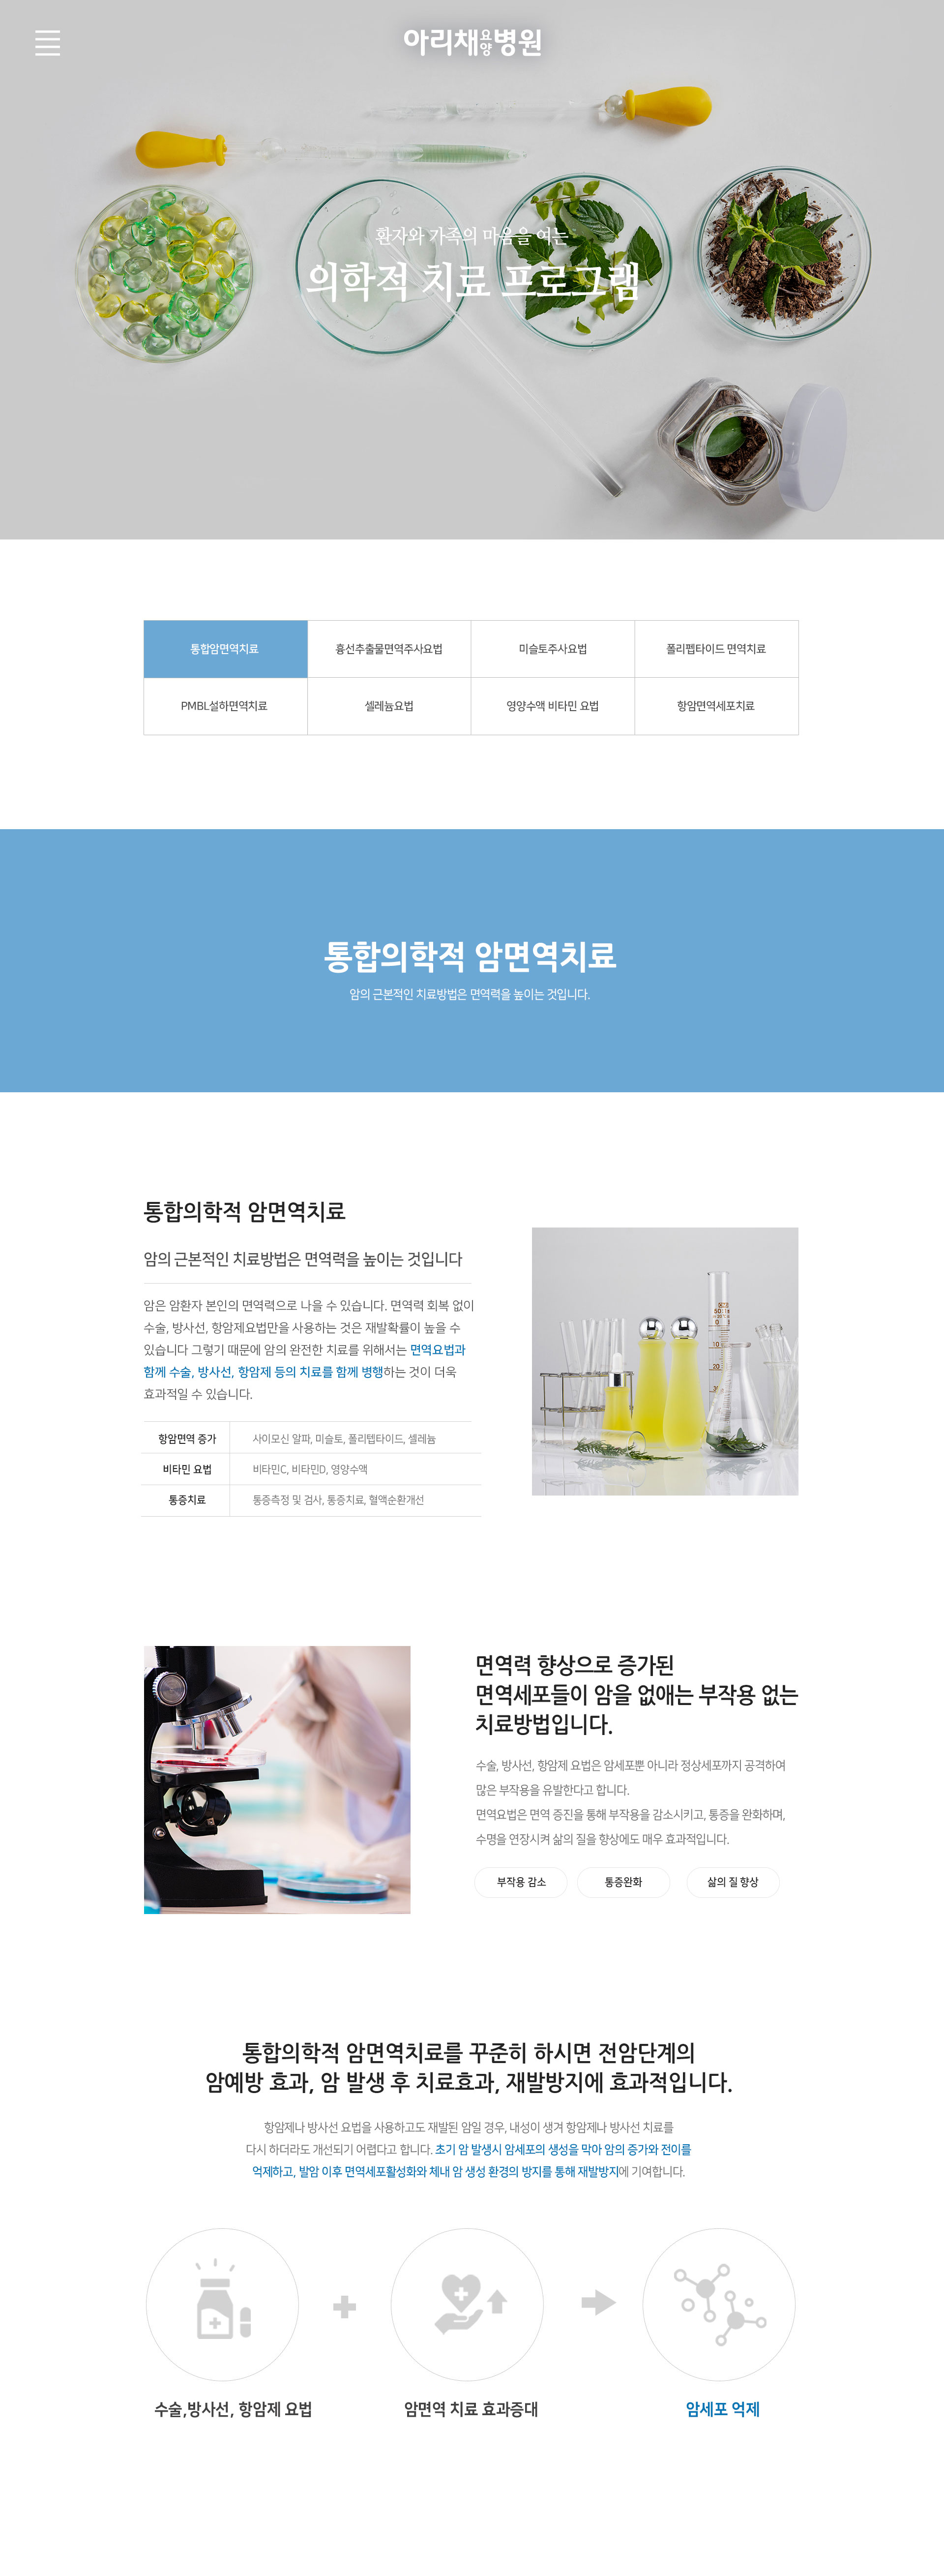 아리채요양병원
환자와 가족의 마음을 여는
의학적 치료 프로그램
통합암면역치료
흉선추출물면역주사요법
미슬토주사요법
폴리펩타이드 면역치료
PMBL설하면역치료
셀레늄요법
영양수액 비타민 요법
항암면역세포치료
통합의학적 암면역치료
암의 근본적인 치료방법은 면역력을 높이는 것입니다.
통합의학적 암면역치료
암의 근본적인 치료방법은 면역력을 높이는 것입니다
암은 암환자 본인의 면역력으로 나을 수 있습니다. 면역력 회복 없이
수술, 방사선, 항암제요법만을 사용하는 것은 재발확률이 높을 수
있습니다 그렇기 때문에 암의 완전한 치료를 위해서는 면역요법과
함께 수술, 방사선, 항암제 등의 치료를 함께 병행하는 것이 더욱
효과적일 수 있습니다.
항암면역 증가 사이모신 알파, 미슬토, 폴리텝타이드, 셀레늄
비타민 요법 비타민C, 비타민D, 영양수액
통증치료 통증측정 및 검사, 통증치료, 혈액순환개선
면역력 향상으로 증가된
면역세포들이 암을 없애는 부작용 없는
치료방법입니다.
수술, 방사선, 항암제 요법은 암세포뿐 아니라 정상세포까지 공격하여
많은 부작용을 유발한다고 합니다.
면역요법은 면역 증진을 통해 부작용을 감소시키고, 통증을 완화하며,
수명을 연장시켜 삶의 질을 향상에도 매우 효과적입니다.
부작용 감소
통증완화
삶의 질 향상
통합의학적 암면역치료를 꾸준히 하시면 전암단계의
암예방 효과, 암 발생 후 치료효과, 재발방지에 효과적입니다.
항암제나 방사선 요법을 사용하고도 재발된 암일 경우, 내성이 생겨 항암제나 방사선 치료를
다시 하더라도 개선되기 어렵다고 합니다. 초기 암 발생시 암세포의 생성을 막아 암의 증가와 전이를
억제하고, 발암 이후 면역세포활성화와 체내 암 생성 환경의 방지를 통해 재발방지에 기여합니다.
수술,방사선, 항암제 요법
암면역 치료 효과증대
암세포 억제